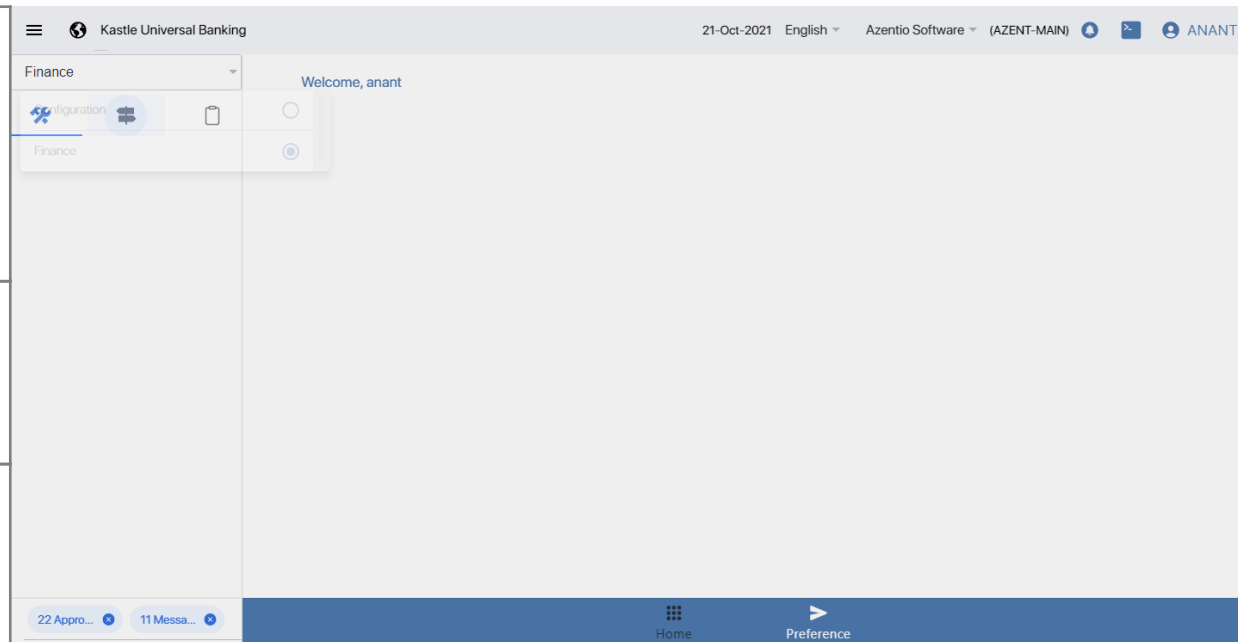 Kastle Universal Banking 21-Oct-2021 English Azentio Software (AZENT-MAIN) ANANT
Finance
Welcome, anant
Configuration
Finance
22 Appro... 11 Messa...
Home Preference